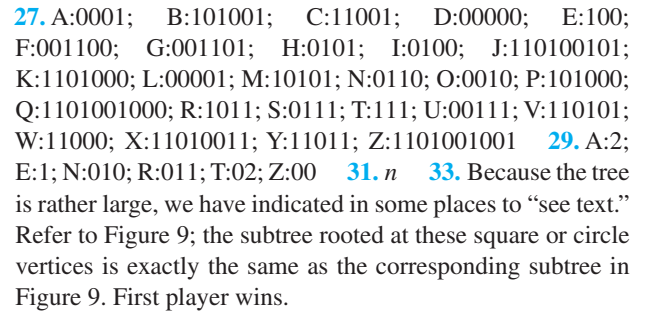 27. A:0001; B:101001; C:11001; D:00000; E:100;
F:001100; G:001101; H:0101; I:0100; J:110100101;
K:1101000; L:00001; M:10101; N:0110; O:0010; P:101000;
Q:1101001000; R:1011; S:0111; T:111; U:00111; V:110101;
W:11000; X:11010011; Y:11011; Z:1101001001 29. A:2;
E:1; N:010; R:011; T:02; Z:00 31. n 33. Because the tree
is rather large, we have indicated in some places to “see text.”
Refer to Figure 9; the subtree rooted at these square or circle
vertices is exactly the same as the corresponding subtree in
Figure 9. First player wins.